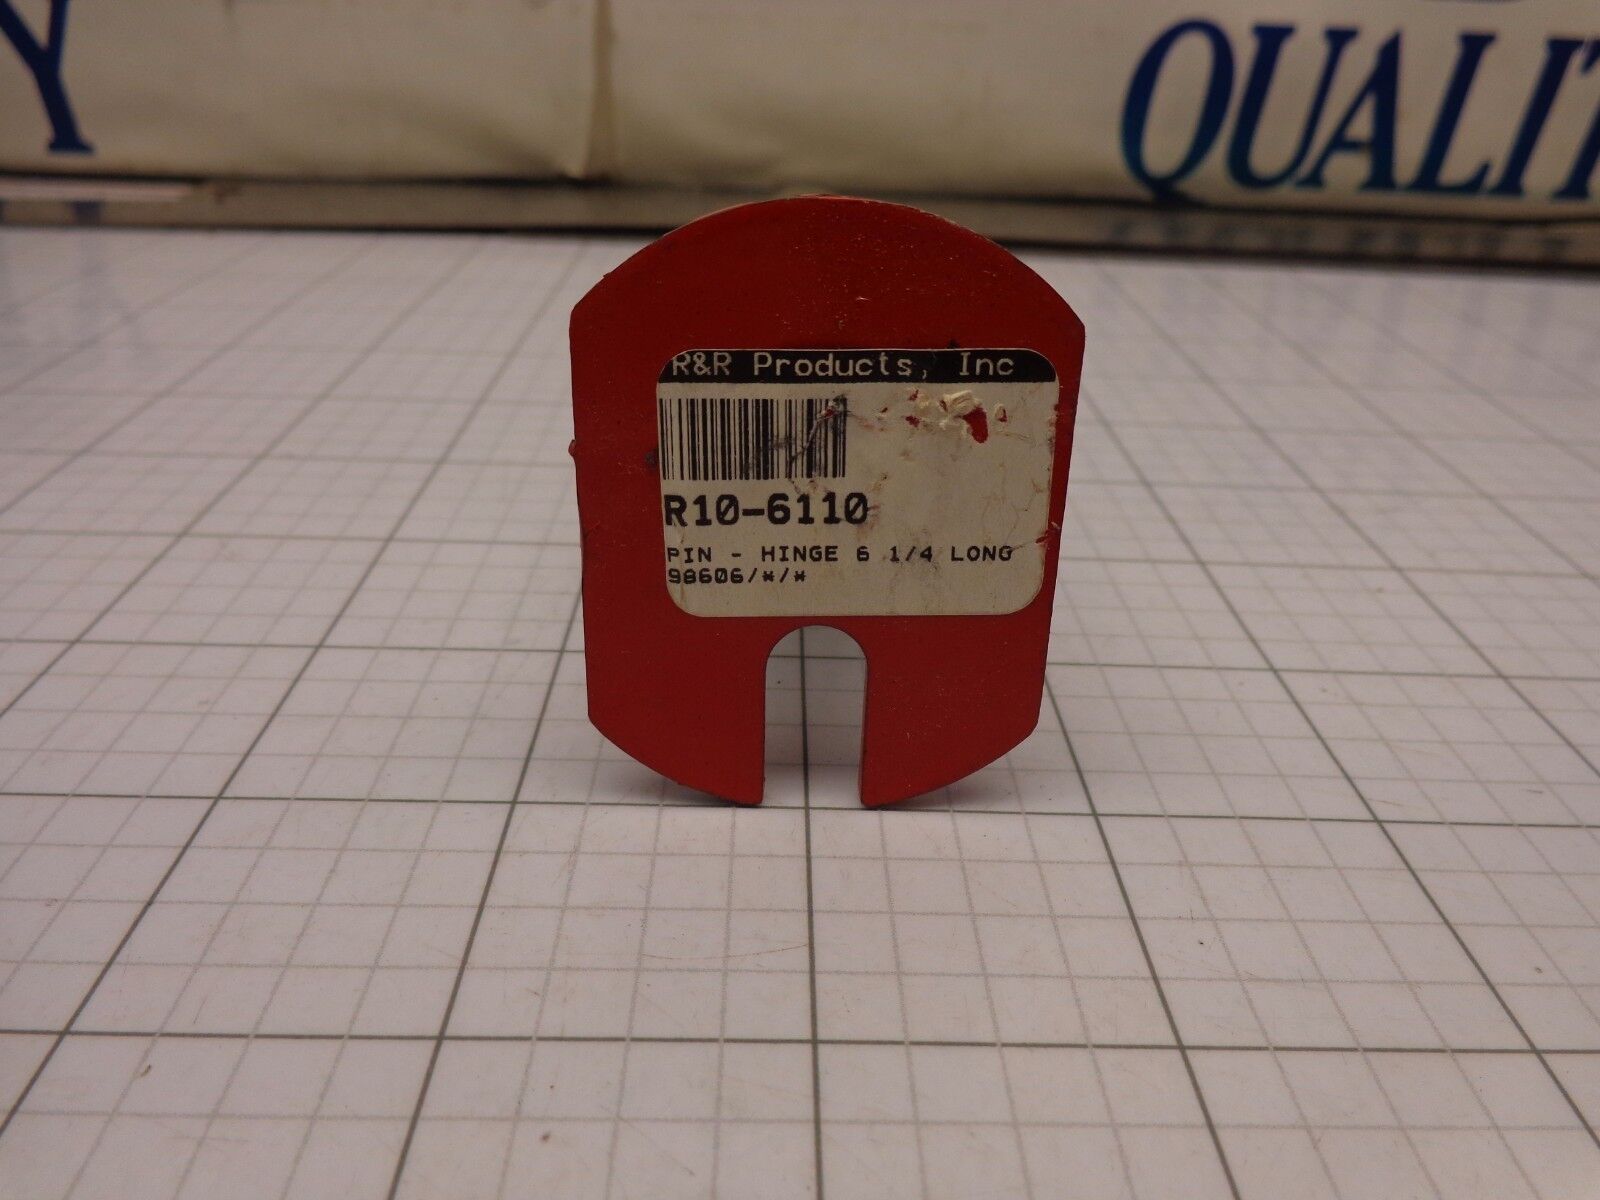 Y
QUALIT
R&R Products, Inc
R10-6110
PIN - HINGE 6 1/4 LONG
98606/*/*